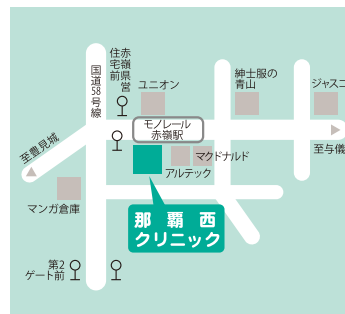 赤嶺県営
住宅前
国道58号線
ユニオン
紳士服の
青山
ジャスコ
モノレール
赤嶺駅
至豊見城
至与儀
マクドナルド
アルテック
マンガ倉庫
那覇西
クリニック
第2
ゲート前